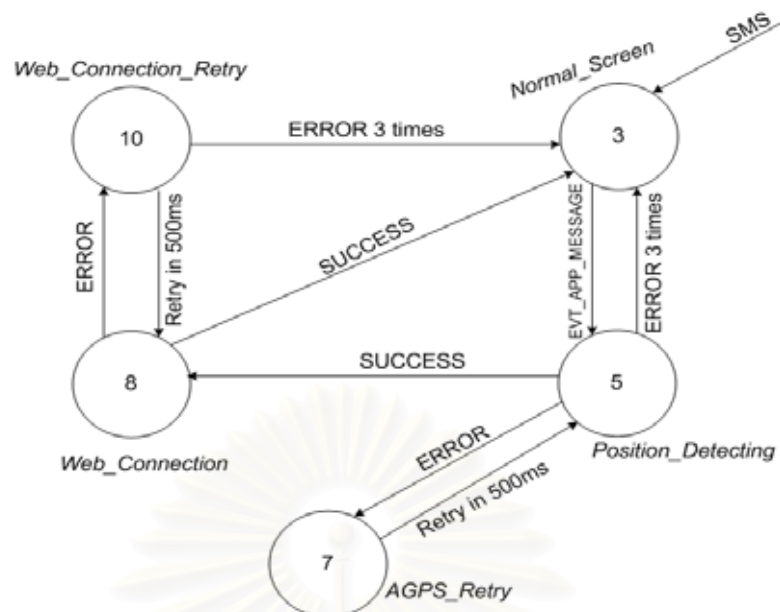 SMS
Web_Connection_Retry
Normal_Screen
10
ERROR 3 times
3
ERROR
Retry in 500ms
SUCCESS
EVT_APP_MESSAGE
ERROR 3 times
8
SUCCESS
5
Web_Connection
Position_Detecting
ERROR
Retry in 500ms
7
AGPS_Retry